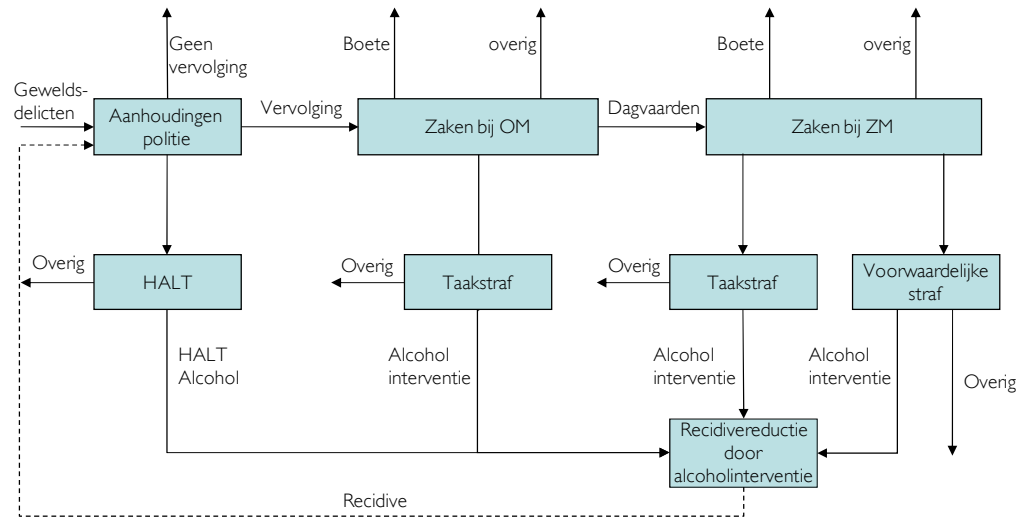 Geen
vervolging
Boete
overig
Boete
overig
Gewelds-
delicten
Aanhoudingen
politie
Vervolging
Zaken bij OM
Dagvaarden
Zaken bij ZM
Overig
HALT
Overig
Taakstraf
Overig
Taakstraf
Voorwaardelijke
straf
HALT
Alcohol
Alcohol
interventie
Alcohol
interventie
Alcohol
interventie
Overig
Recidivereductie
door
alcoholinterventie
Recidive